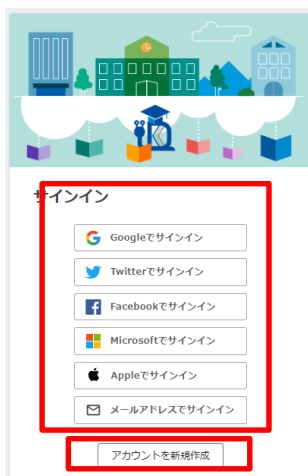 サインイン
Googleでサインイン
Twitterでサインイン
Facebookでサインイン
Microsoftでサインイン
Appleでサインイン
メールアドレスでサインイン
アカウントを新規作成